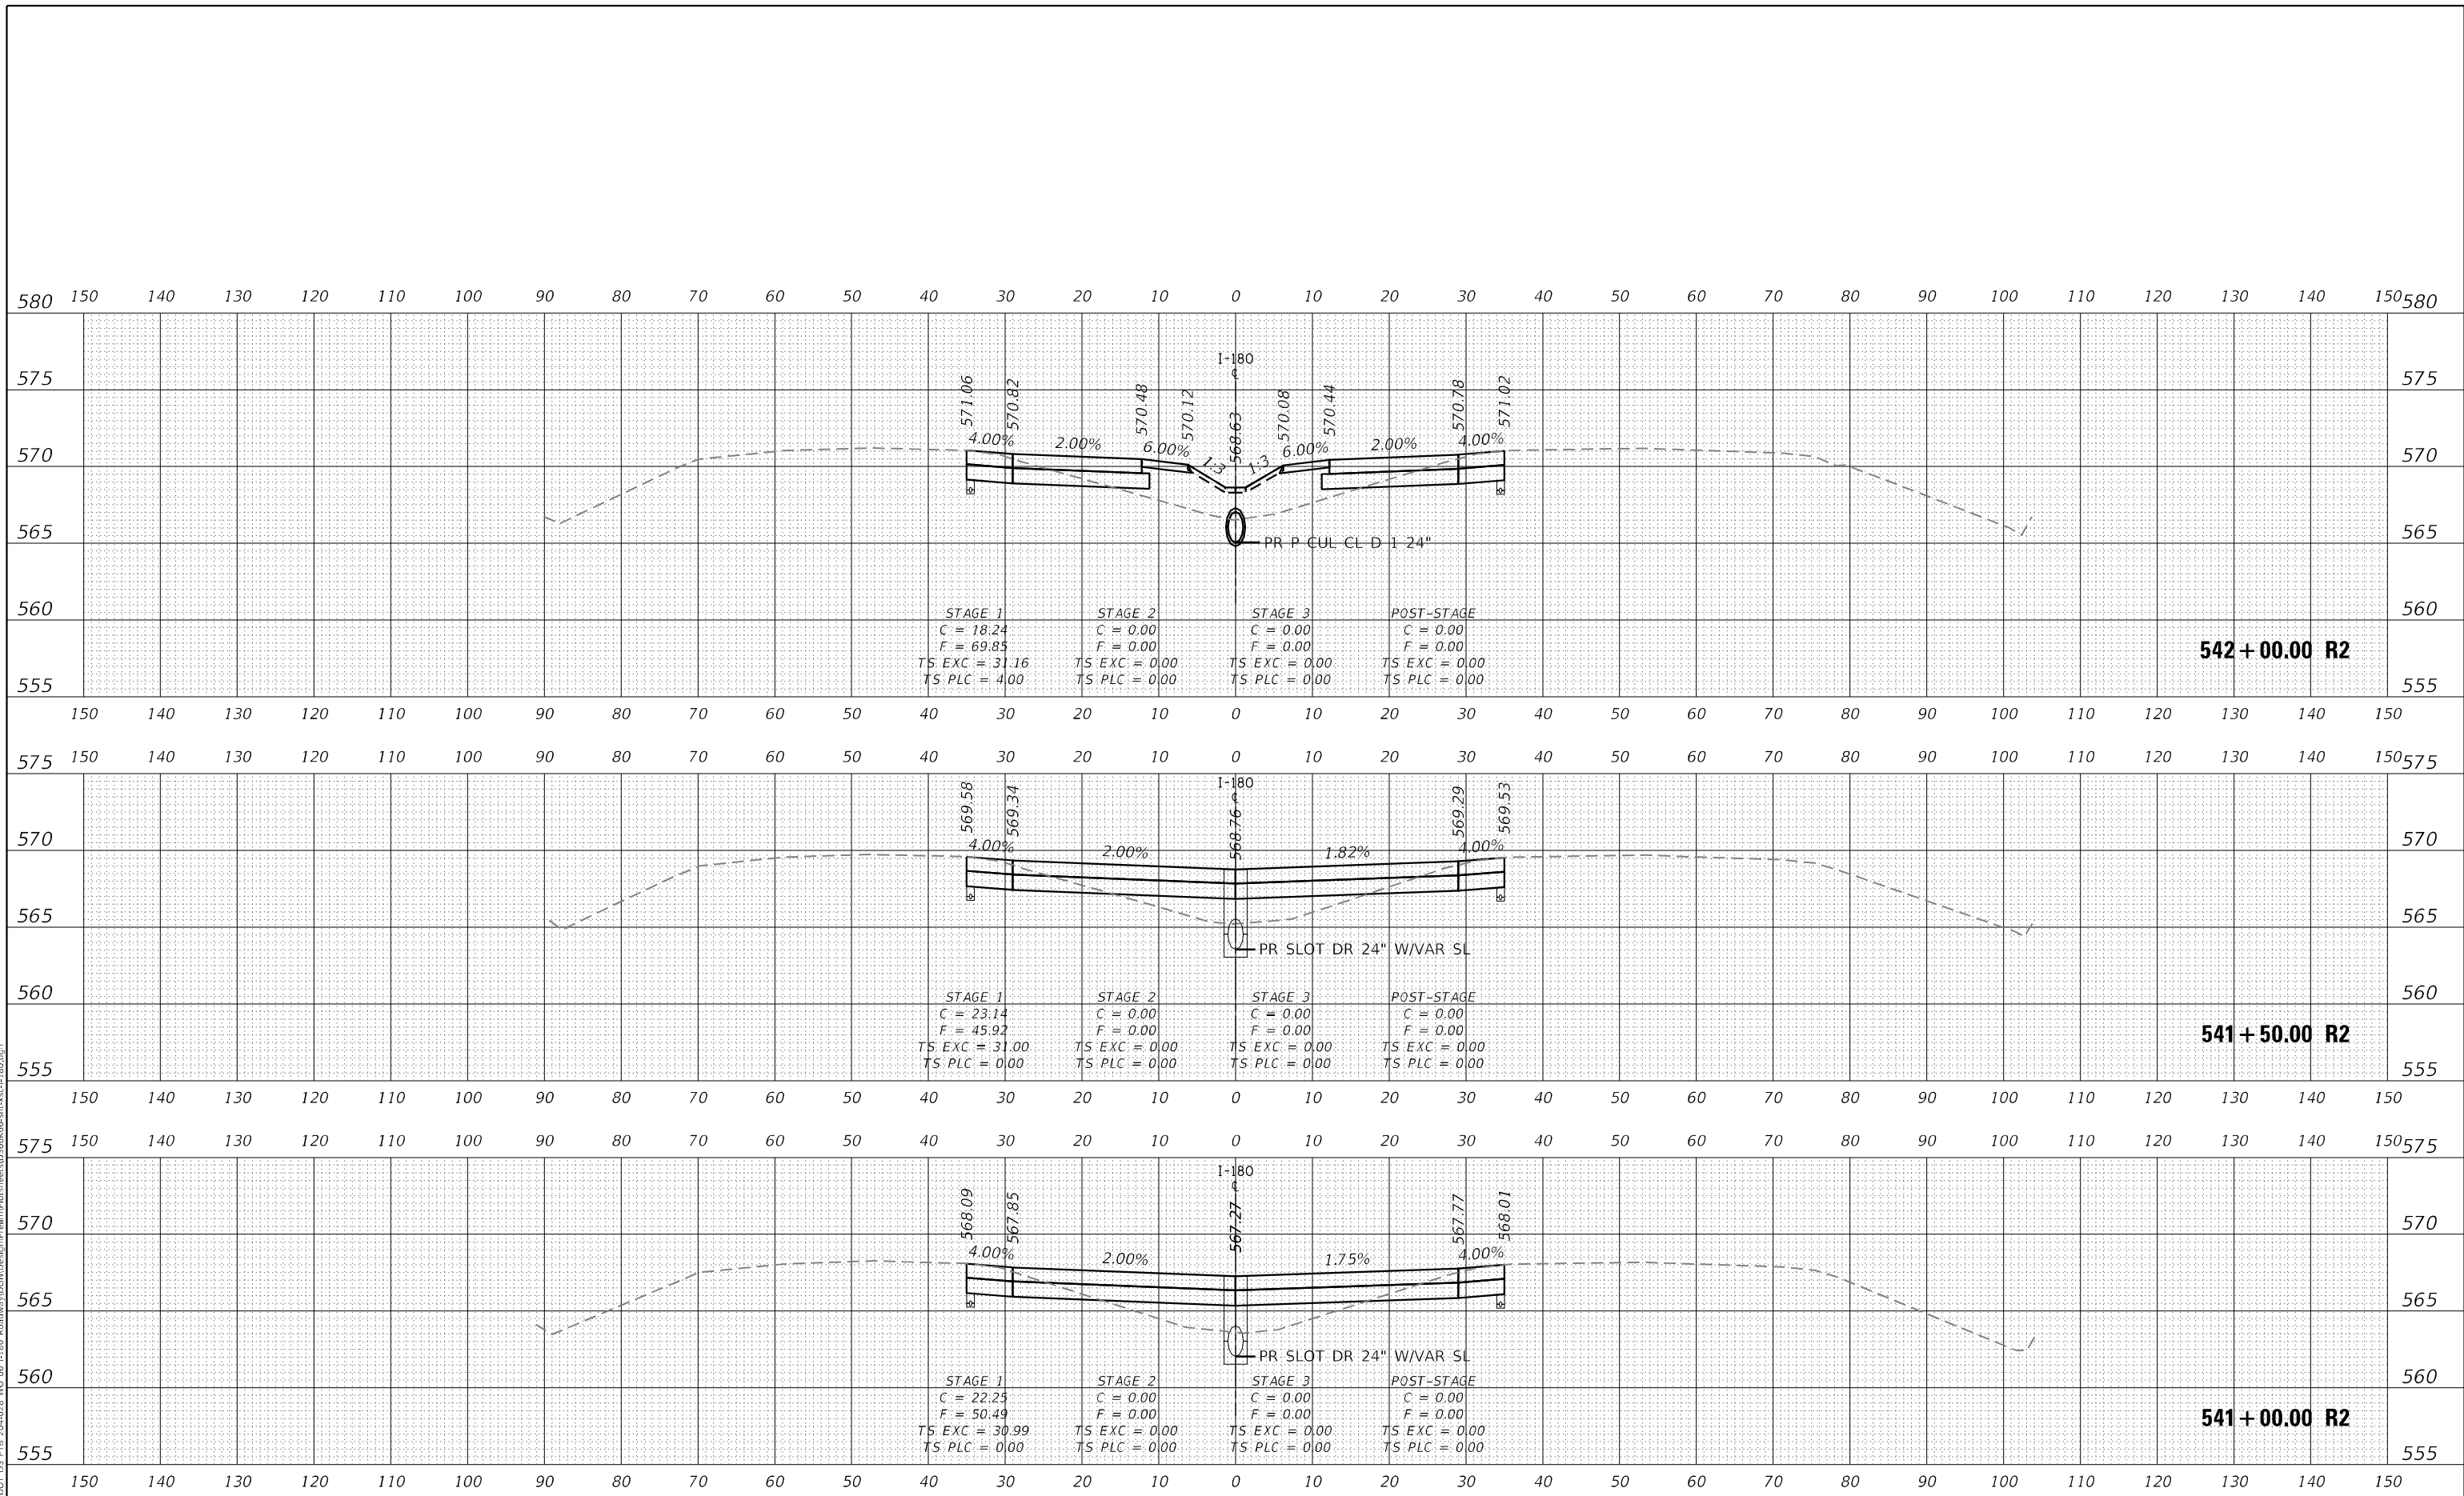 580 150 140 130 120 110 100 90 80 70 60 50 40 30 20 10 0 10 20 30 40 50 60 70 80 90 100 110 120 130 140 150 580
I-180
℄
575 571.06 570.82 570.48 570.12 568.63 570.08 570.44 570.78 571.02 575
4.00% 2.00% 6.00% 1:3 1:3 6.00% 2.00% 4.00%
570 570
565 PR P CUL CL D 1 24" 565
560 STAGE 1 STAGE 2 STAGE 3 POST-STAGE 560
C = 18.24 C = 0.00 C = 0.00 C = 0.00
F = 69.85 F = 0.00 F = 0.00 F = 0.00
542+00.00 R2
TS EXC = 31.16 TS EXC = 0.00 TS EXC = 0.00 TS EXC = 0.00
TS PLC = 4.00 TS PLC = 0.00 TS PLC = 0.00 TS PLC = 0.00
555 555
150 140 130 120 110 100 90 80 70 60 50 40 30 20 10 0 10 20 30 40 50 60 70 80 90 100 110 120 130 140 150
575 150 140 130 120 110 100 90 80 70 60 50 40 30 20 10 0 10 20 30 40 50 60 70 80 90 100 110 120 130 140 150 575
I-180
℄
569.58 569.34 568.76 569.29 569.53
570 4.00% 2.00% 1.82% 4.00% 570
565 565
PR SLOT DR 24" W/VAR SL
560 STAGE 1 STAGE 2 STAGE 3 POST-STAGE 560
C = 23.14 C = 0.00 C = 0.00 C = 0.00
F = 45.92 F = 0.00 F = 0.00 F = 0.00
541+50.00 R2
TS EXC = 31.00 TS EXC = 0.00 TS EXC = 0.00 TS EXC = 0.00
TS PLC = 0.00 TS PLC = 0.00 TS PLC = 0.00 TS PLC = 0.00
555 555
150 140 130 120 110 100 90 80 70 60 50 40 30 20 10 0 10 20 30 40 50 60 70 80 90 100 110 120 130 140 150
575 150 140 130 120 110 100 90 80 70 60 50 40 30 20 10 0 10 20 30 40 50 60 70 80 90 100 110 120 130 140 150 575
I-180
℄
570 568.09 567.85 567.27 567.77 568.01 570
4.00% 2.00% 1.75% 4.00%
565 565
PR SLOT DR 24" W/VAR SL
560 STAGE 1 STAGE 2 STAGE 3 POST-STAGE 560
C = 22.25 C = 0.00 C = 0.00 C = 0.00
F = 50.49 F = 0.00 F = 0.00 F = 0.00
541+00.00 R2
TS EXC = 30.99 TS EXC = 0.00 TS EXC = 0.00 TS EXC = 0.00
TS PLC = 0.00 TS PLC = 0.00 TS PLC = 0.00 TS PLC = 0.00
555 555
150 140 130 120 110 100 90 80 70 60 50 40 30 20 10 0 10 20 30 40 50 60 70 80 90 100 110 120 130 140 150